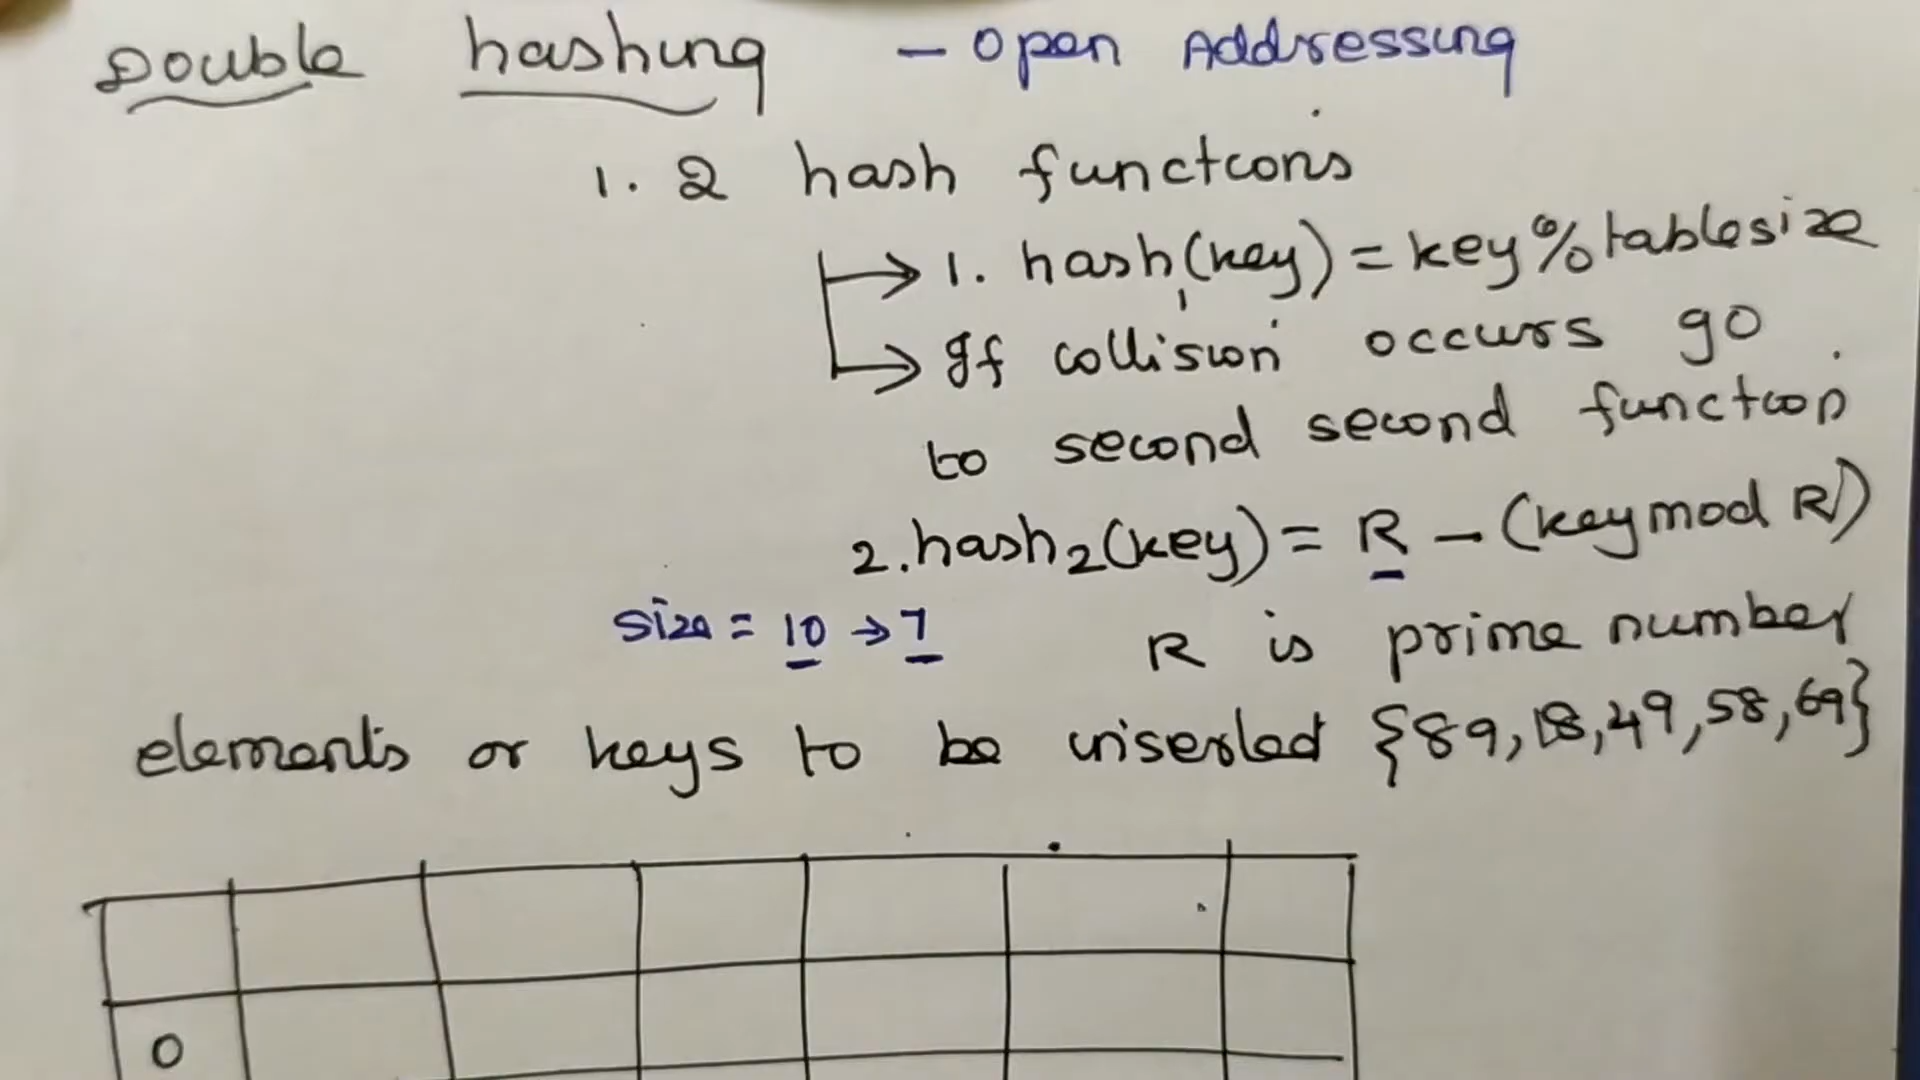 Double hashing - Open Addressing
1. 2 hash functions
1. hash1(key) = key % tablesize
If collision occurs go
to second second function
2. hash2(key) = R - (key mod R)
size = 10 → 7
R is prime number
elements or keys to be inserted {89, 18, 49, 58, 69}
0